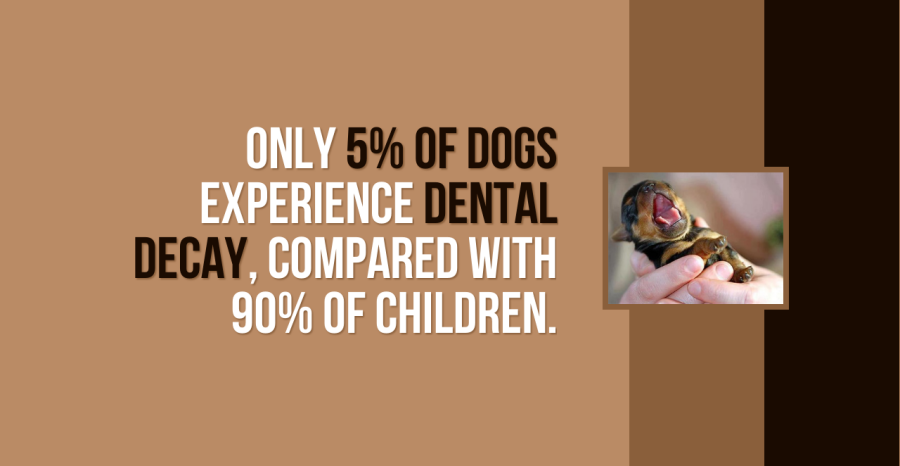 ONLY 5% OF DOGS
EXPERIENCE DENTAL
DECAY, COMPARED WITH
90% OF CHILDREN.